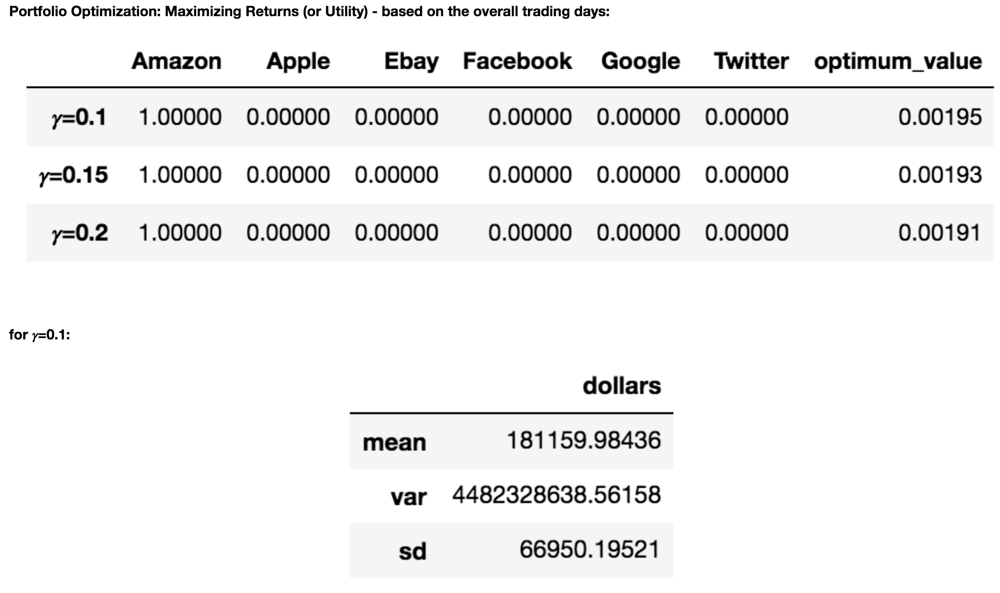 Portfolio Optimization: Maximizing Returns (or Utility) - based on the overall trading days:
Amazon Apple Ebay Facebook Google Twitter optimum_value
γ=0.1 1.00000 0.00000 0.00000 0.00000 0.00000 0.00000 0.00195
γ=0.15 1.00000 0.00000 0.00000 0.00000 0.00000 0.00000 0.00193
γ=0.2 1.00000 0.00000 0.00000 0.00000 0.00000 0.00000 0.00191
for γ=0.1:
dollars
mean 181159.98436
var 4482328638.56158
sd 66950.19521